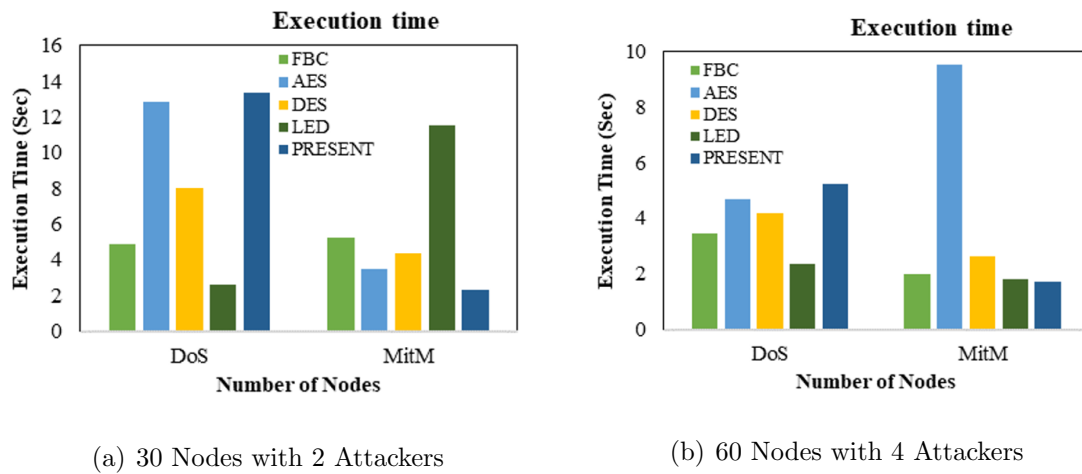 Execution time
16
14
12
10
8
6
4
2
0
Execution Time (Sec)
FBC
AES
DES
LED
PRESENT
DoS
MitM
Number of Nodes
(a) 30 Nodes with 2 Attackers
Execution time
10
8
6
4
2
0
Execution Time (Sec)
FBC
AES
DES
LED
PRESENT
DoS
MitM
Number of Nodes
(b) 60 Nodes with 4 Attackers